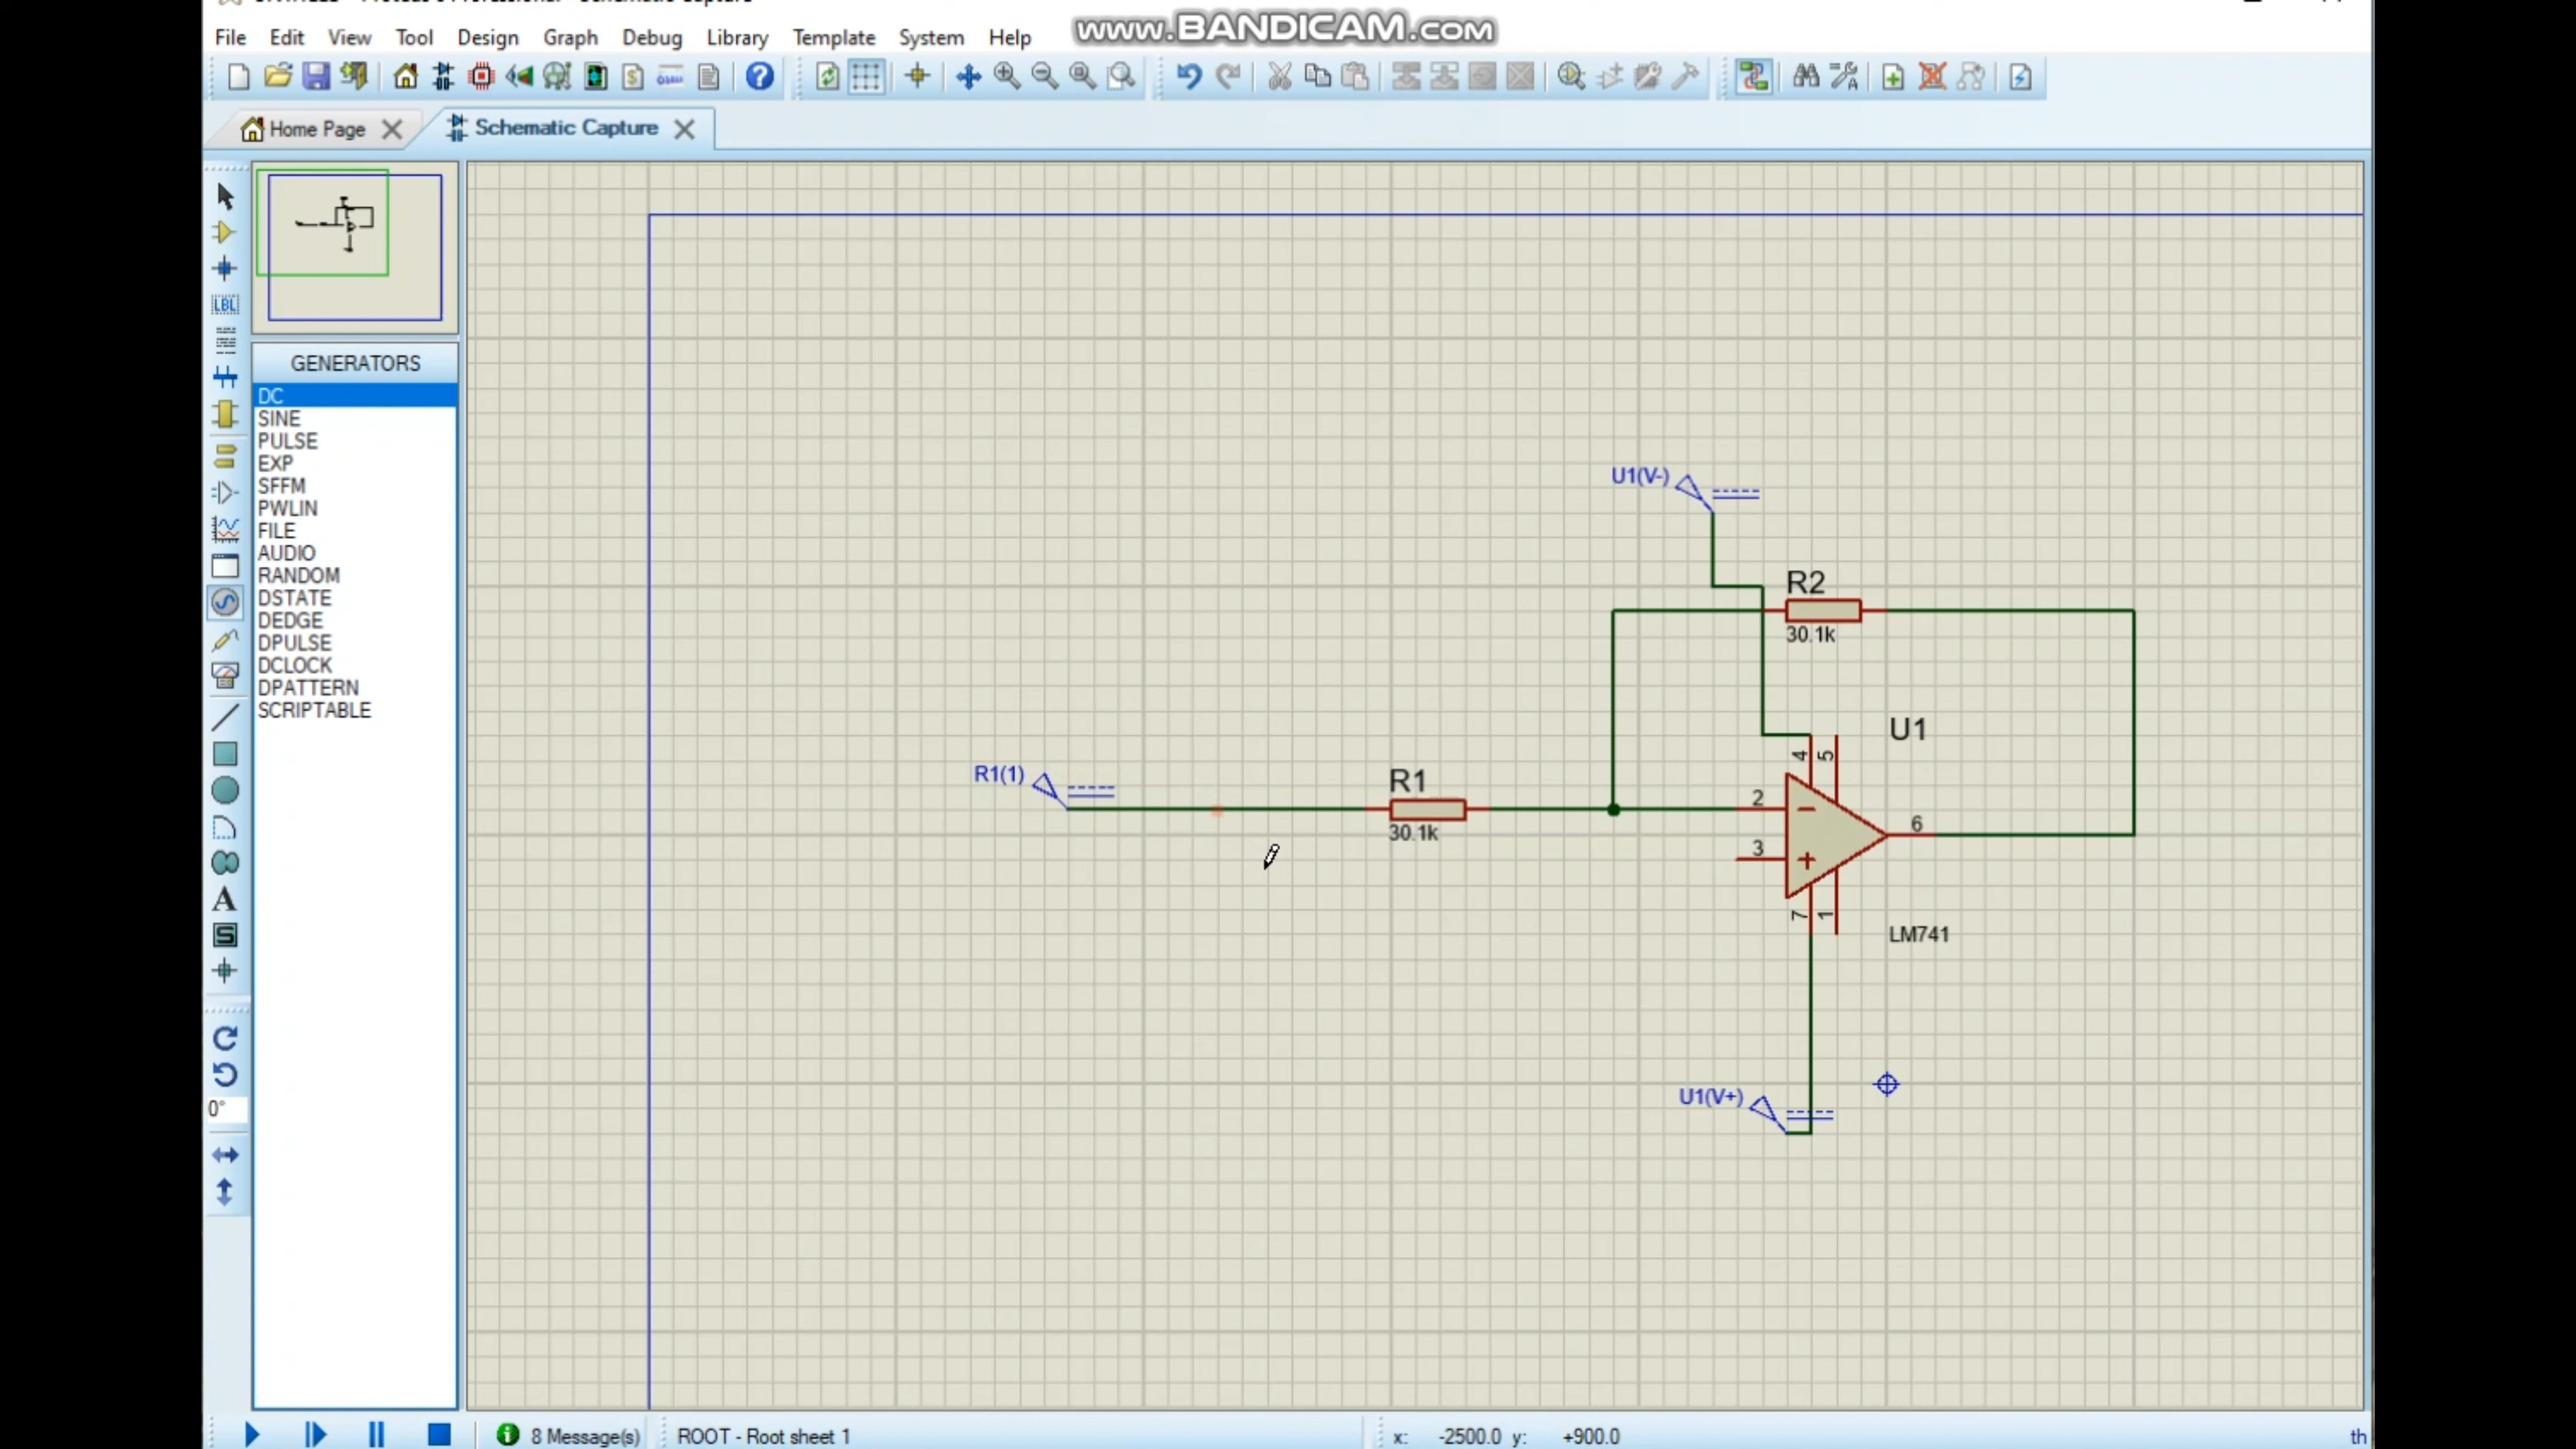 www.BANDICAM.com
File Edit View Tool Design Graph Debug Library Template System Help
Home Page
Schematic Capture
LBL
GENERATORS
DC
SINE
PULSE
EXP
SFFM
PWLIN
FILE
AUDIO
RANDOM
DSTATE
DEDGE
DPULSE
DCLOCK
DPATTERN
SCRIPTABLE
A
S
0°
U1(V-)
R2
30.1k
U1
4 5
R1(1)
R1
30.1k
2
6
3
7 1
LM741
U1(V+)
8 Message(s) ROOT - Root sheet 1 x: -2500.0 y: +900.0 th